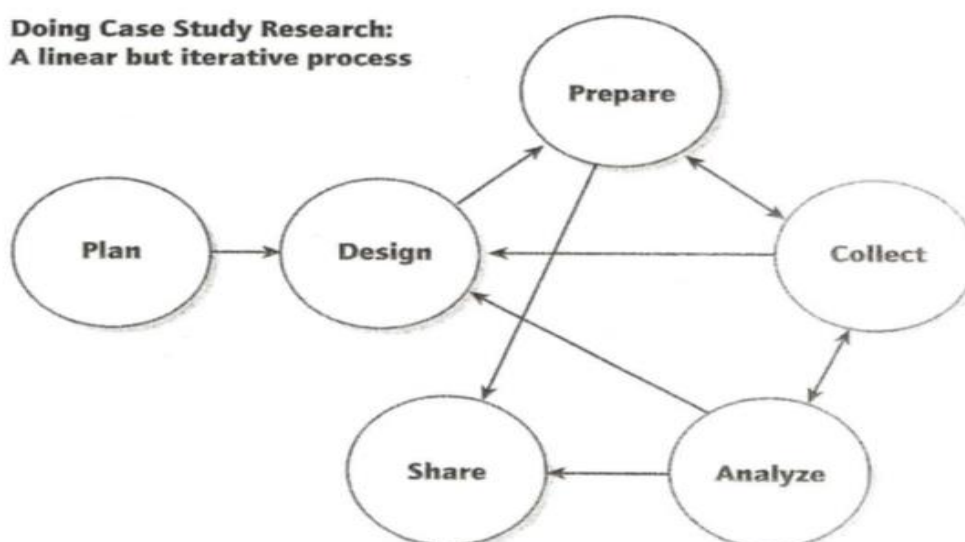 Doing Case Study Research:
A linear but iterative process
Prepare
Plan
Design
Collect
Share
Analyze